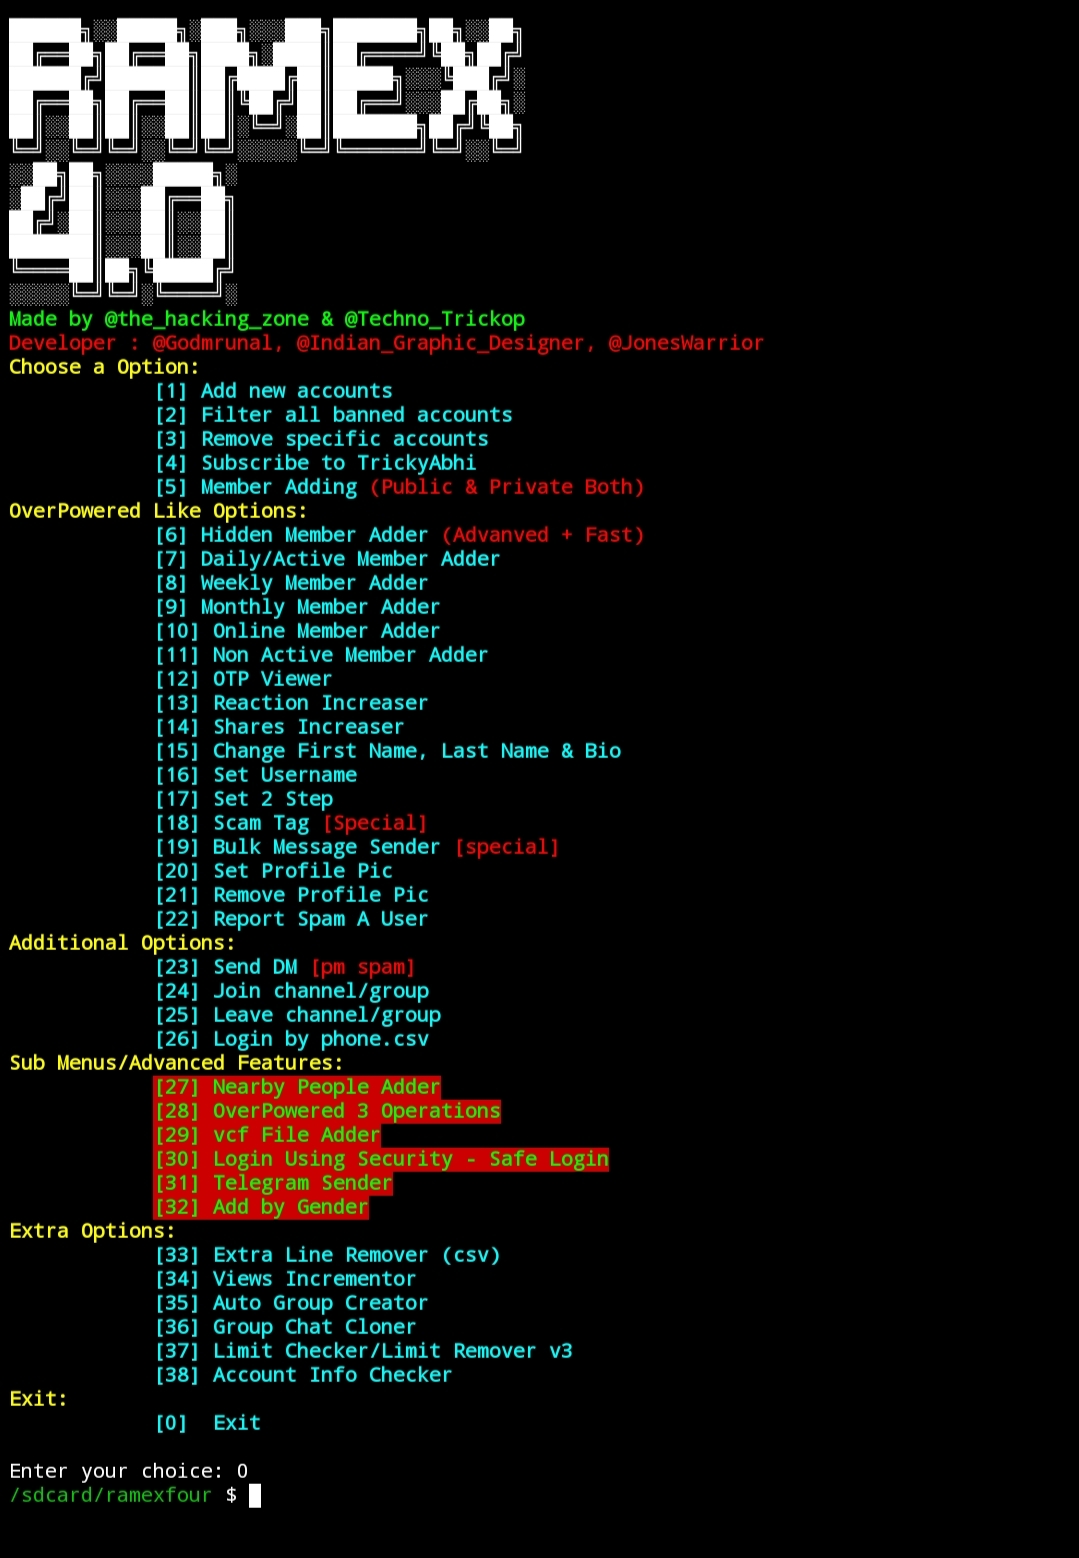 RAMEX
4.0
Made by @the_hacking_zone & @Techno_Trickop
Developer : @Godmrunal, @Indian_Graphic_Designer, @JonesWarrior
Choose a Option:
[1] Add new accounts
[2] Filter all banned accounts
[3] Remove specific accounts
[4] Subscribe to TrickyAbhi
[5] Member Adding (Public & Private Both)
OverPowered Like Options:
[6] Hidden Member Adder (Advanved + Fast)
[7] Daily/Active Member Adder
[8] Weekly Member Adder
[9] Monthly Member Adder
[10] Online Member Adder
[11] Non Active Member Adder
[12] OTP Viewer
[13] Reaction Increaser
[14] Shares Increaser
[15] Change First Name, Last Name & Bio
[16] Set Username
[17] Set 2 Step
[18] Scam Tag [Special]
[19] Bulk Message Sender [special]
[20] Set Profile Pic
[21] Remove Profile Pic
[22] Report Spam A User
Additional Options:
[23] Send DM [pm spam]
[24] Join channel/group
[25] Leave channel/group
[26] Login by phone.csv
Sub Menus/Advanced Features:
[27] Nearby People Adder
[28] OverPowered 3 Operations
[29] vcf File Adder
[30] Login Using Security - Safe Login
[31] Telegram Sender
[32] Add by Gender
Extra Options:
[33] Extra Line Remover (csv)
[34] Views Incrementor
[35] Auto Group Creator
[36] Group Chat Cloner
[37] Limit Checker/Limit Remover v3
[38] Account Info Checker
Exit:
[0]  Exit
Enter your choice: 0
/sdcard/ramexfour $